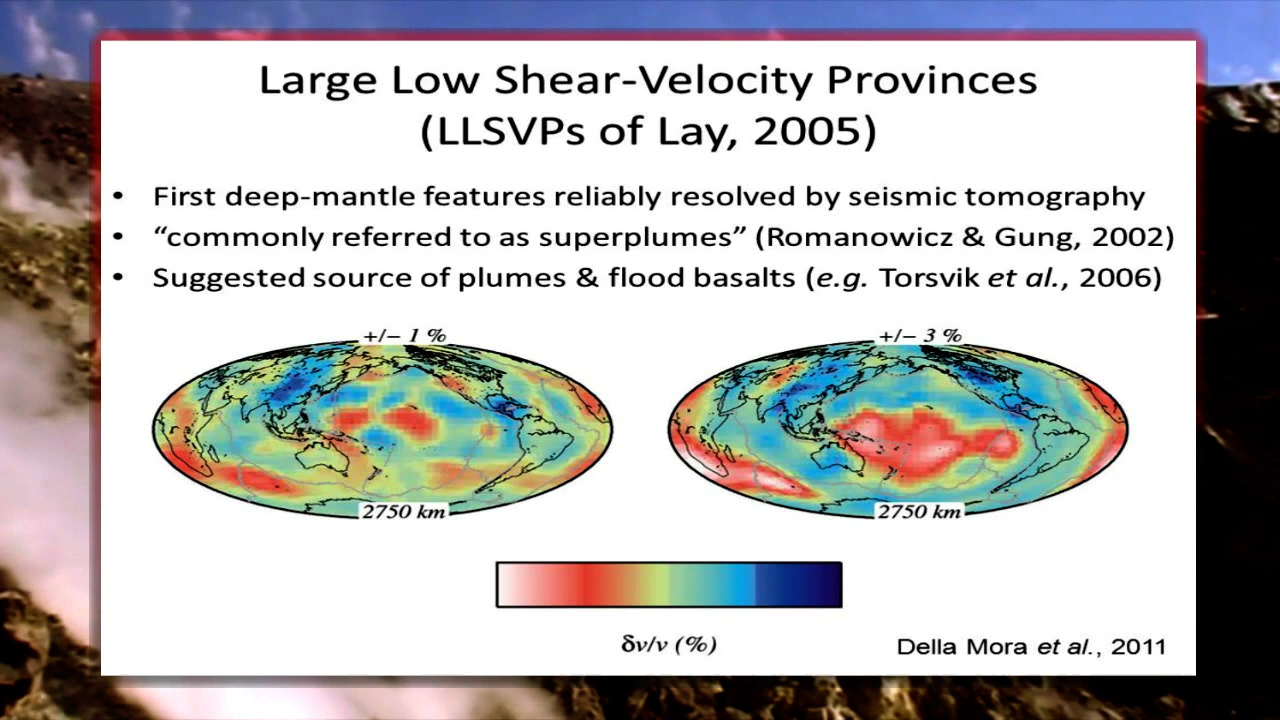 Large Low Shear-Velocity Provinces
(LLSVPs of Lay, 2005)
• First deep-mantle features reliably resolved by seismic tomography
• “commonly referred to as superplumes” (Romanowicz & Gung, 2002)
• Suggested source of plumes & flood basalts (e.g. Torsvik et al., 2006)
+/− 1 %
+/− 3 %
2750 km
2750 km
δv/v (%)
Della Mora et al., 2011